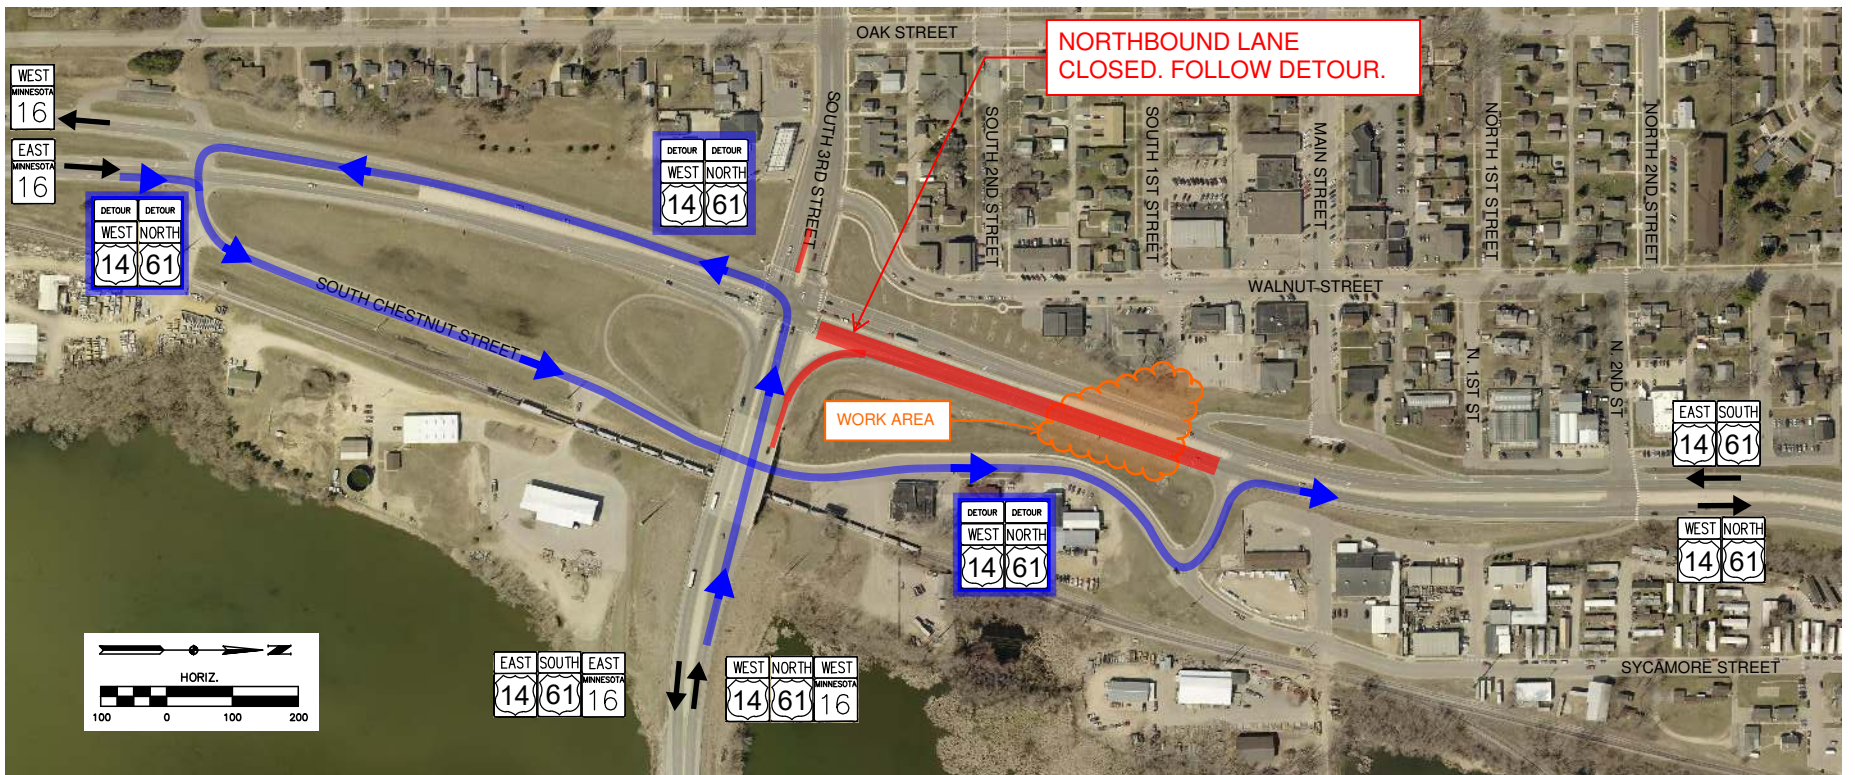 OAK STREET
NORTHBOUND LANE
CLOSED. FOLLOW DETOUR.
WEST
MINNESOTA
16
EAST
MINNESOTA
16
DETOUR DETOUR
WEST NORTH
14 61
DETOUR DETOUR
WEST NORTH
14 61
SOUTH 3RD STREET
SOUTH 2ND STREET
SOUTH 1ST STREET
MAIN STREET
NORTH 1ST STREET
NORTH 2ND STREET
WALNUT STREET
SOUTH CHESTNUT STREET
N. 1ST ST
N. 2ND ST
WORK AREA
EAST SOUTH
14 61
DETOUR DETOUR
WEST NORTH
14 61
WEST NORTH
14 61
SYCAMORE STREET
EAST SOUTH EAST
MINNESOTA
14 61 16
WEST NORTH WEST
MINNESOTA
14 61 16
N
HORIZ.
100 0 100 200